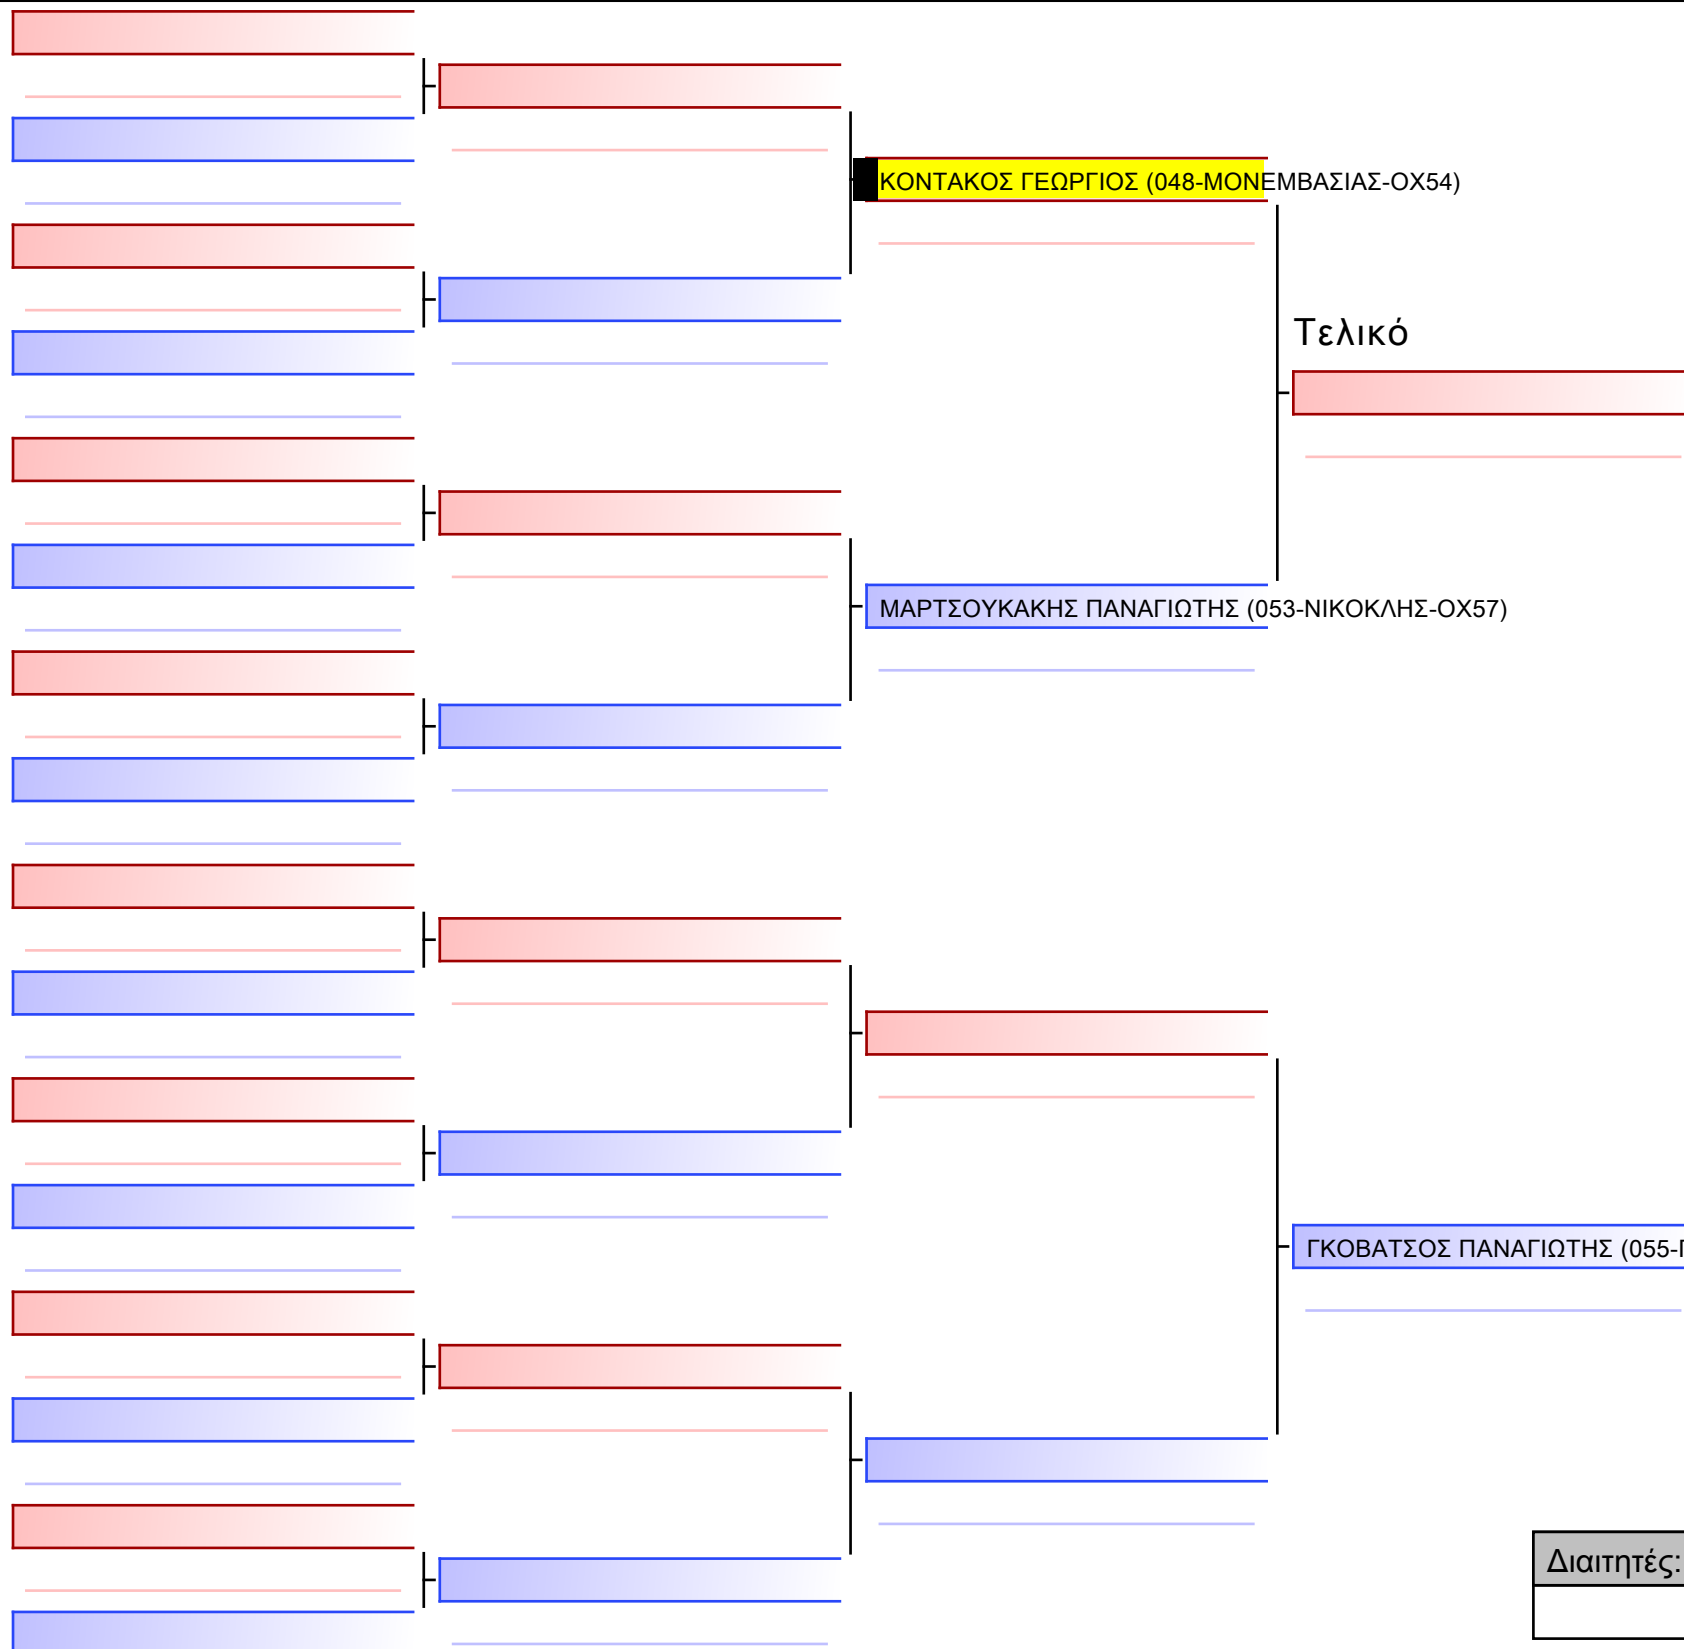 ΚΟΝΤΑΚΟΣ ΓΕΩΡΓΙΟΣ (048-ΜΟΝΕΜΒΑΣΙΑΣ-ΟΧ54)
Τελικό
ΜΑΡΤΣΟΥΚΑΚΗΣ ΠΑΝΑΓΙΩΤΗΣ (053-ΝΙΚΟΚΛΗΣ-ΟΧ57)
ΓΚΟΒΑΤΣΟΣ ΠΑΝΑΓΙΩΤΗΣ (055-
Διαιτητές: